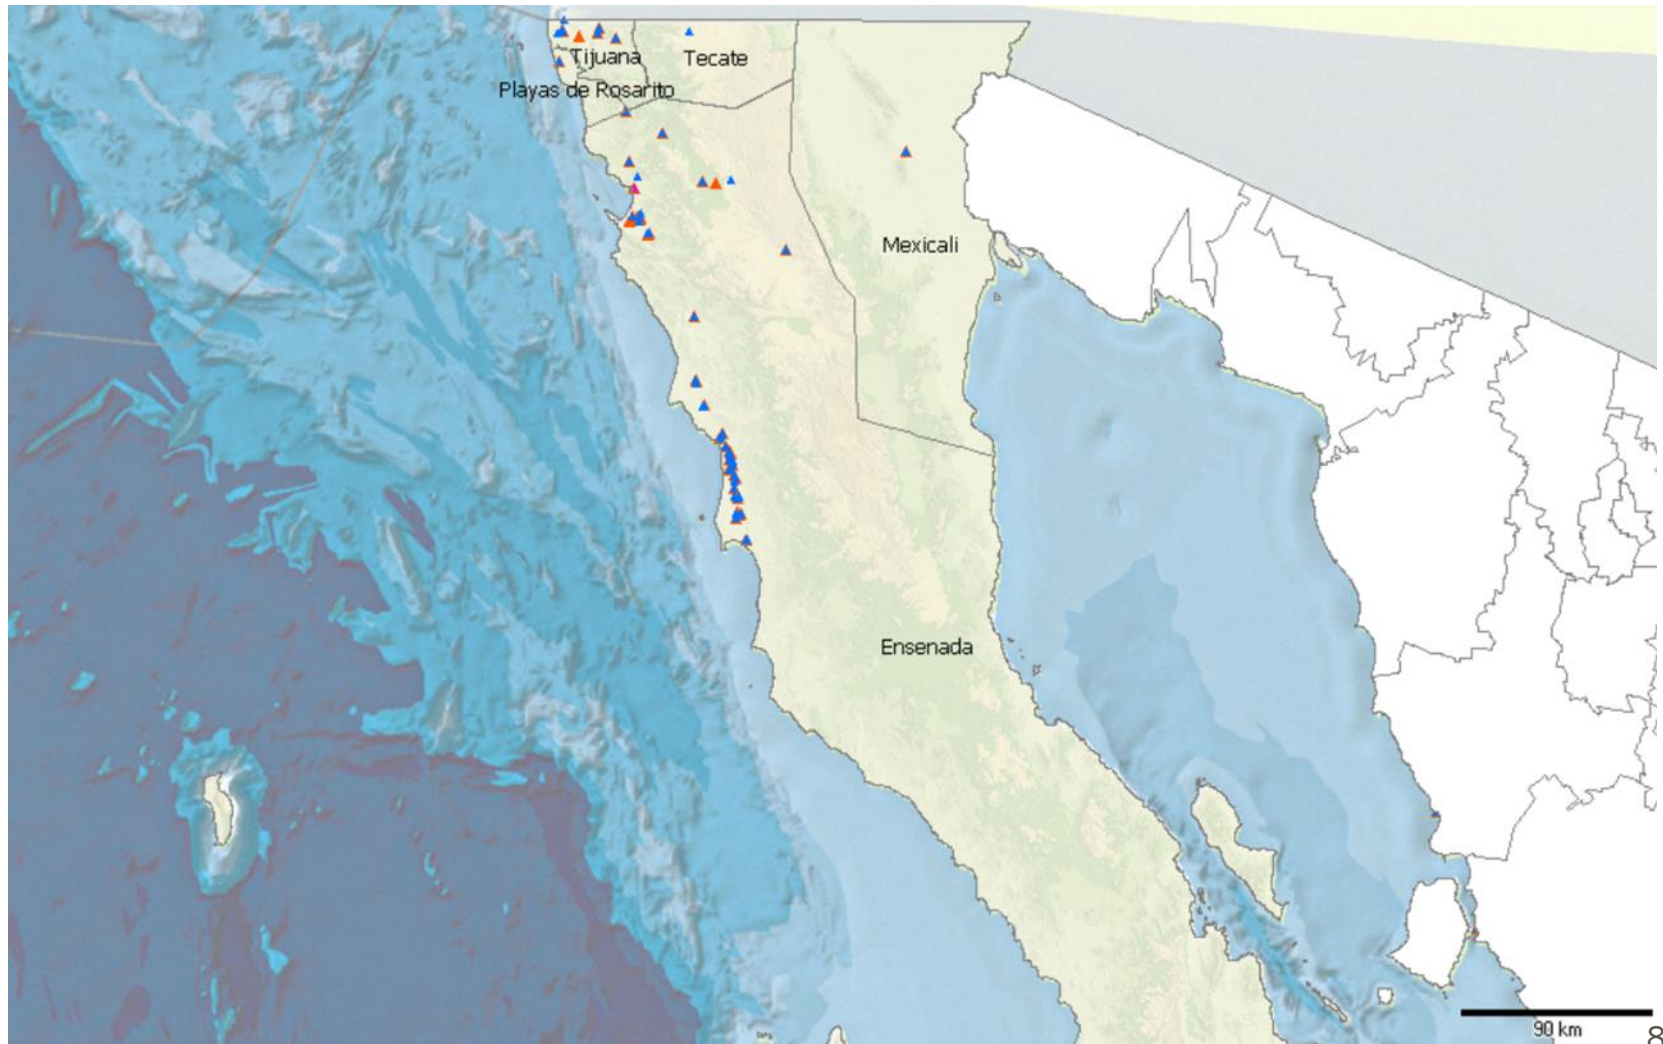 Tijuana
Tecate
Playas de Rosarito
Mexicali
Ensenada
90 km
8